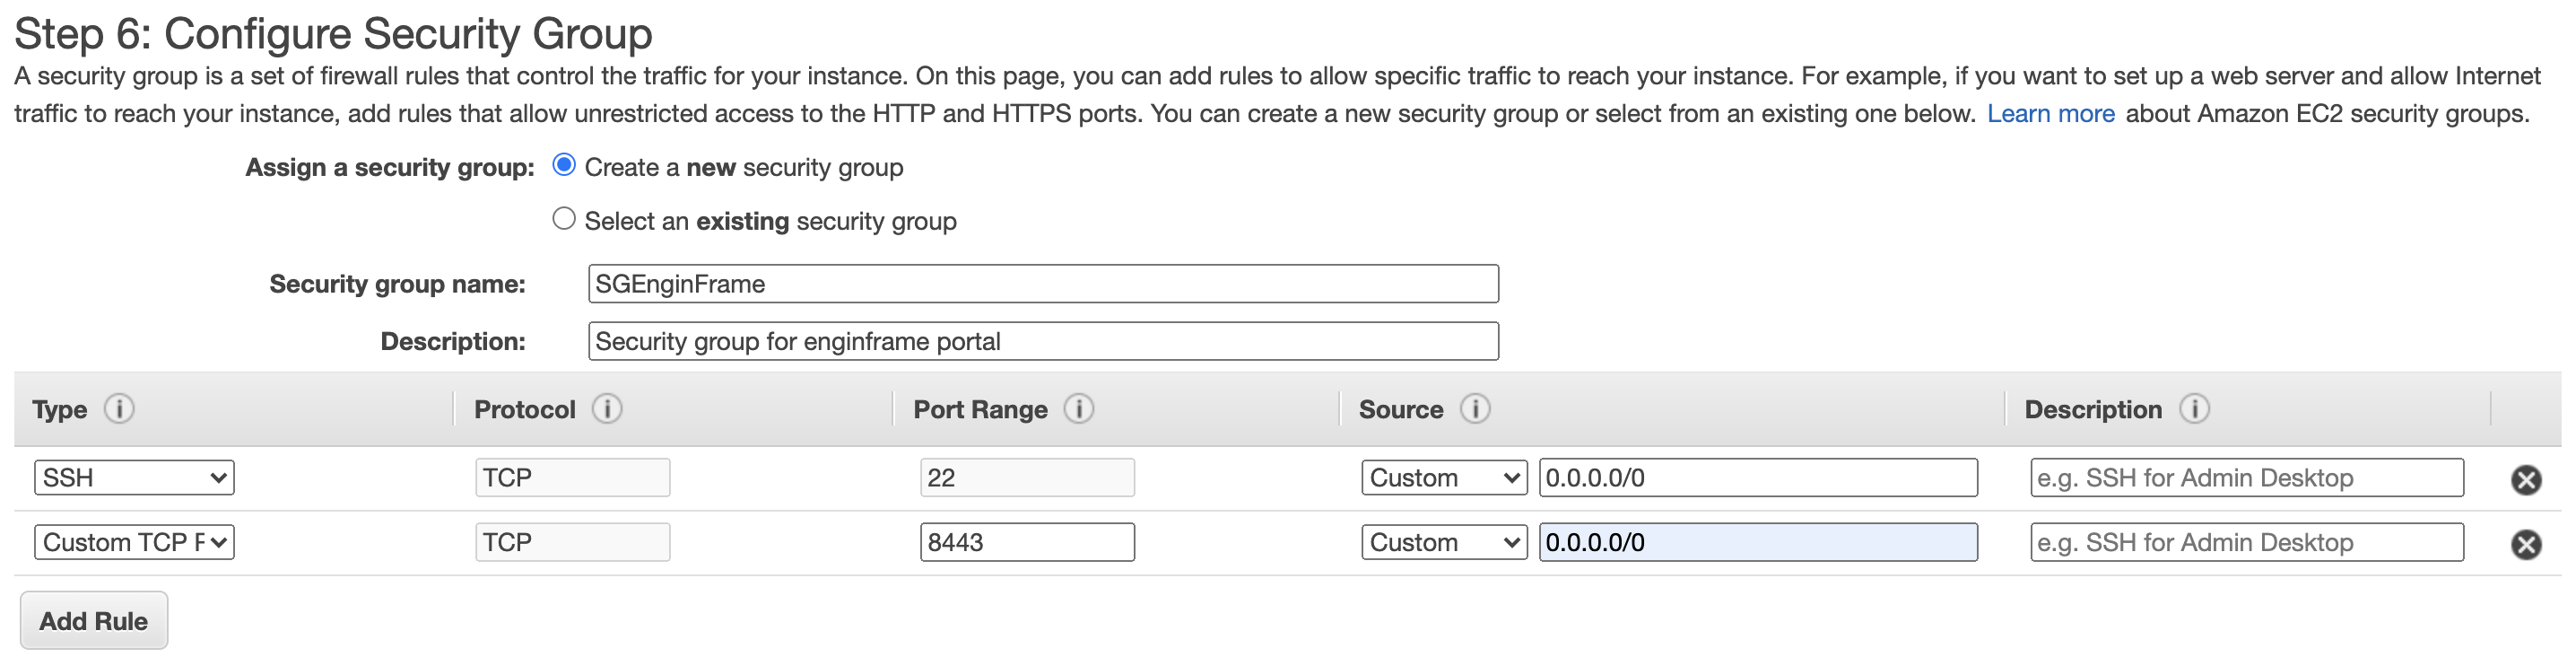 Step 6: Configure Security Group
A security group is a set of firewall rules that control the traffic for your instance. On this page, you can add rules to allow specific traffic to reach your instance. For example, if you want to set up a web server and allow Internet
traffic to reach your instance, add rules that allow unrestricted access to the HTTP and HTTPS ports. You can create a new security group or select from an existing one below. Learn more about Amazon EC2 security groups.
Assign a security group: Create a new security group
Select an existing security group
Security group name: SGEnginFrame
Description: Security group for enginframe portal
Type i Protocol i Port Range i Source i Description i
SSH TCP 22 Custom 0.0.0.0/0 e.g. SSH for Admin Desktop
Custom TCP F TCP 8443 Custom 0.0.0.0/0 e.g. SSH for Admin Desktop
Add Rule